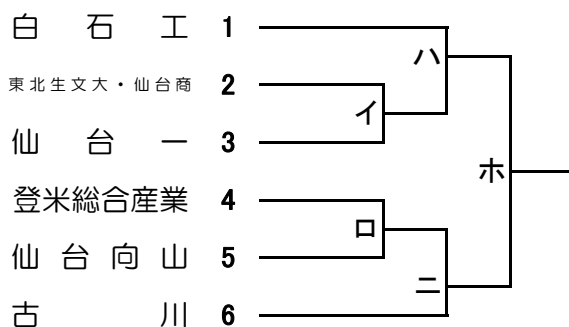 白石工 1
東北生文大・仙台商 2
仙台一 3
登米総合産業 4
仙台向山 5
古川 6
ハ
イ
ホ
ロ
ニ